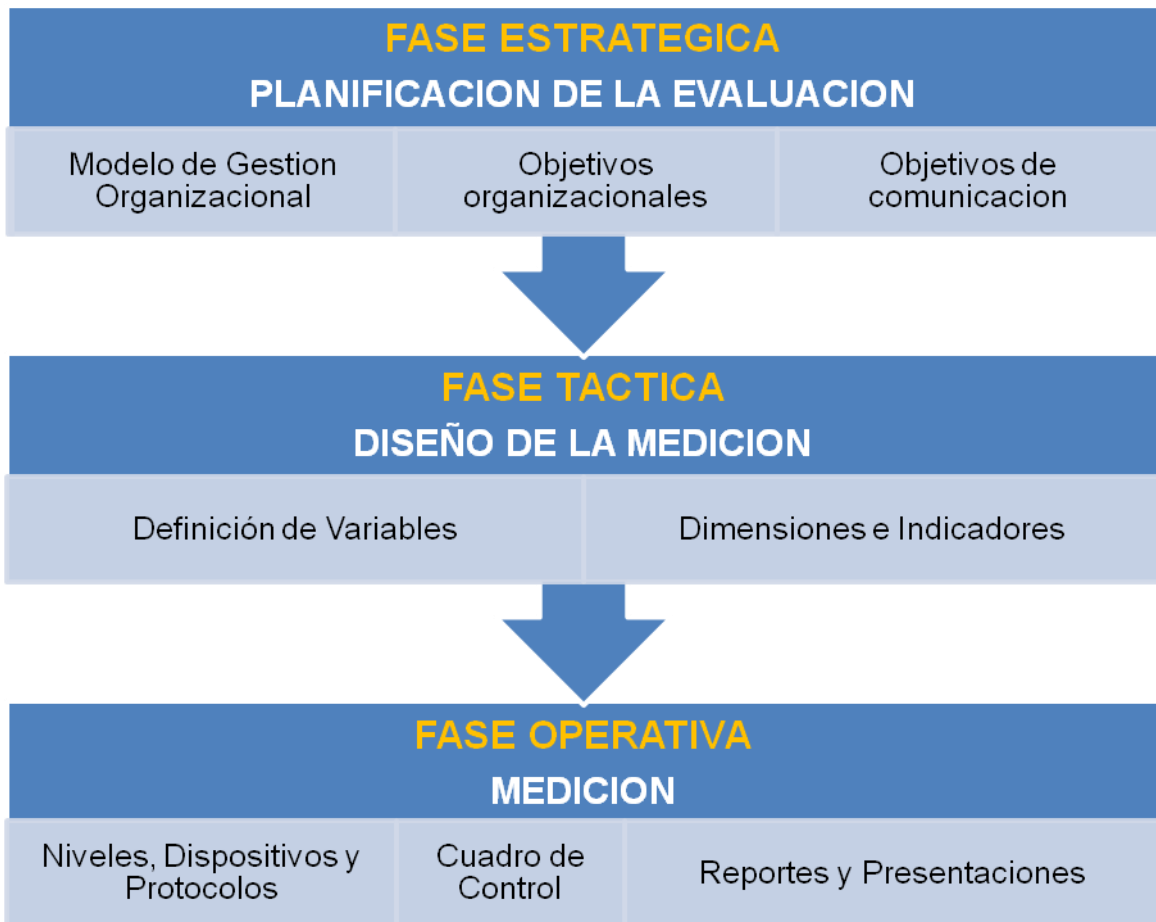 FASE ESTRATEGICA
PLANIFICACION DE LA EVALUACION
Modelo de Gestion
Organizacional
Objetivos
organizacionales
Objetivos de
comunicacion
FASE TACTICA
DISEÑO DE LA MEDICION
Definición de Variables
Dimensiones e Indicadores
FASE OPERATIVA
MEDICION
Niveles, Dispositivos y
Protocolos
Cuadro de
Control
Reportes y Presentaciones